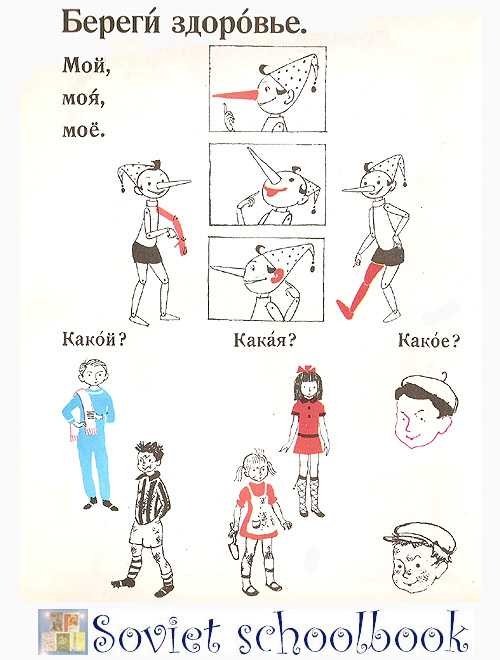 Береги́ здоро́вье.
Мой,
моя́,
моё.
Како́й?
Кака́я?
Како́е?
Soviet schoolbook